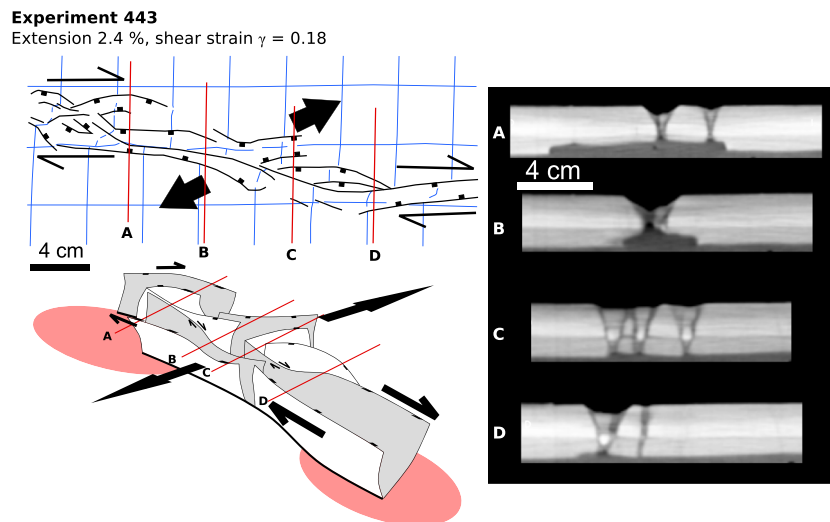 Experiment 443
Extension 2.4 %, shear strain γ = 0.18
A
B
C
D
4 cm
A
B
C
D
A
4 cm
B
C
D